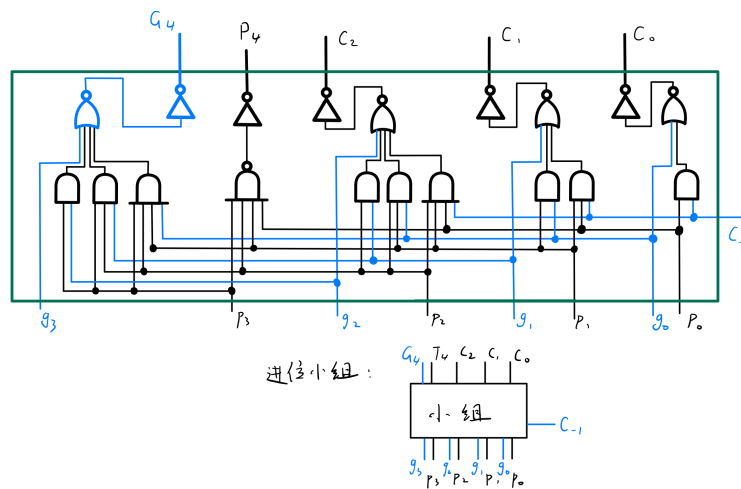 G4 P4 C2 C1 C0
C-
g3 P3 g2 P2 g1 P1 g0 P0
进位小组：
G4 T4 C2 C1 C0
小组
C-1
g3 P3 g2 P2 g1 P1 g0 P0